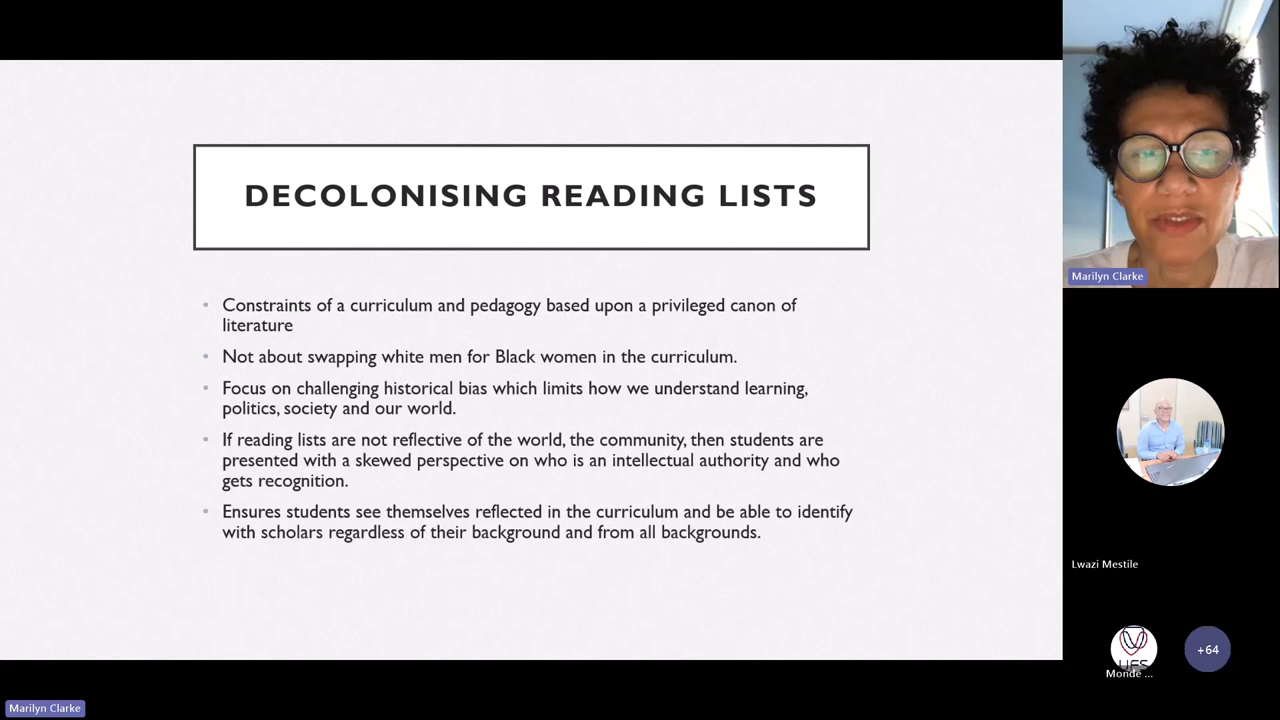 DECOLONISING READING LISTS
• Constraints of a curriculum and pedagogy based upon a privileged canon of
literature
• Not about swapping white men for Black women in the curriculum.
• Focus on challenging historical bias which limits how we understand learning,
politics, society and our world.
• If reading lists are not reflective of the world, the community, then students are
presented with a skewed perspective on who is an intellectual authority and who
gets recognition.
• Ensures students see themselves reflected in the curriculum and be able to identify
with scholars regardless of their background and from all backgrounds.
Marilyn Clarke
Lwazi Mestile
UFS
Monde ...
+64
Marilyn Clarke